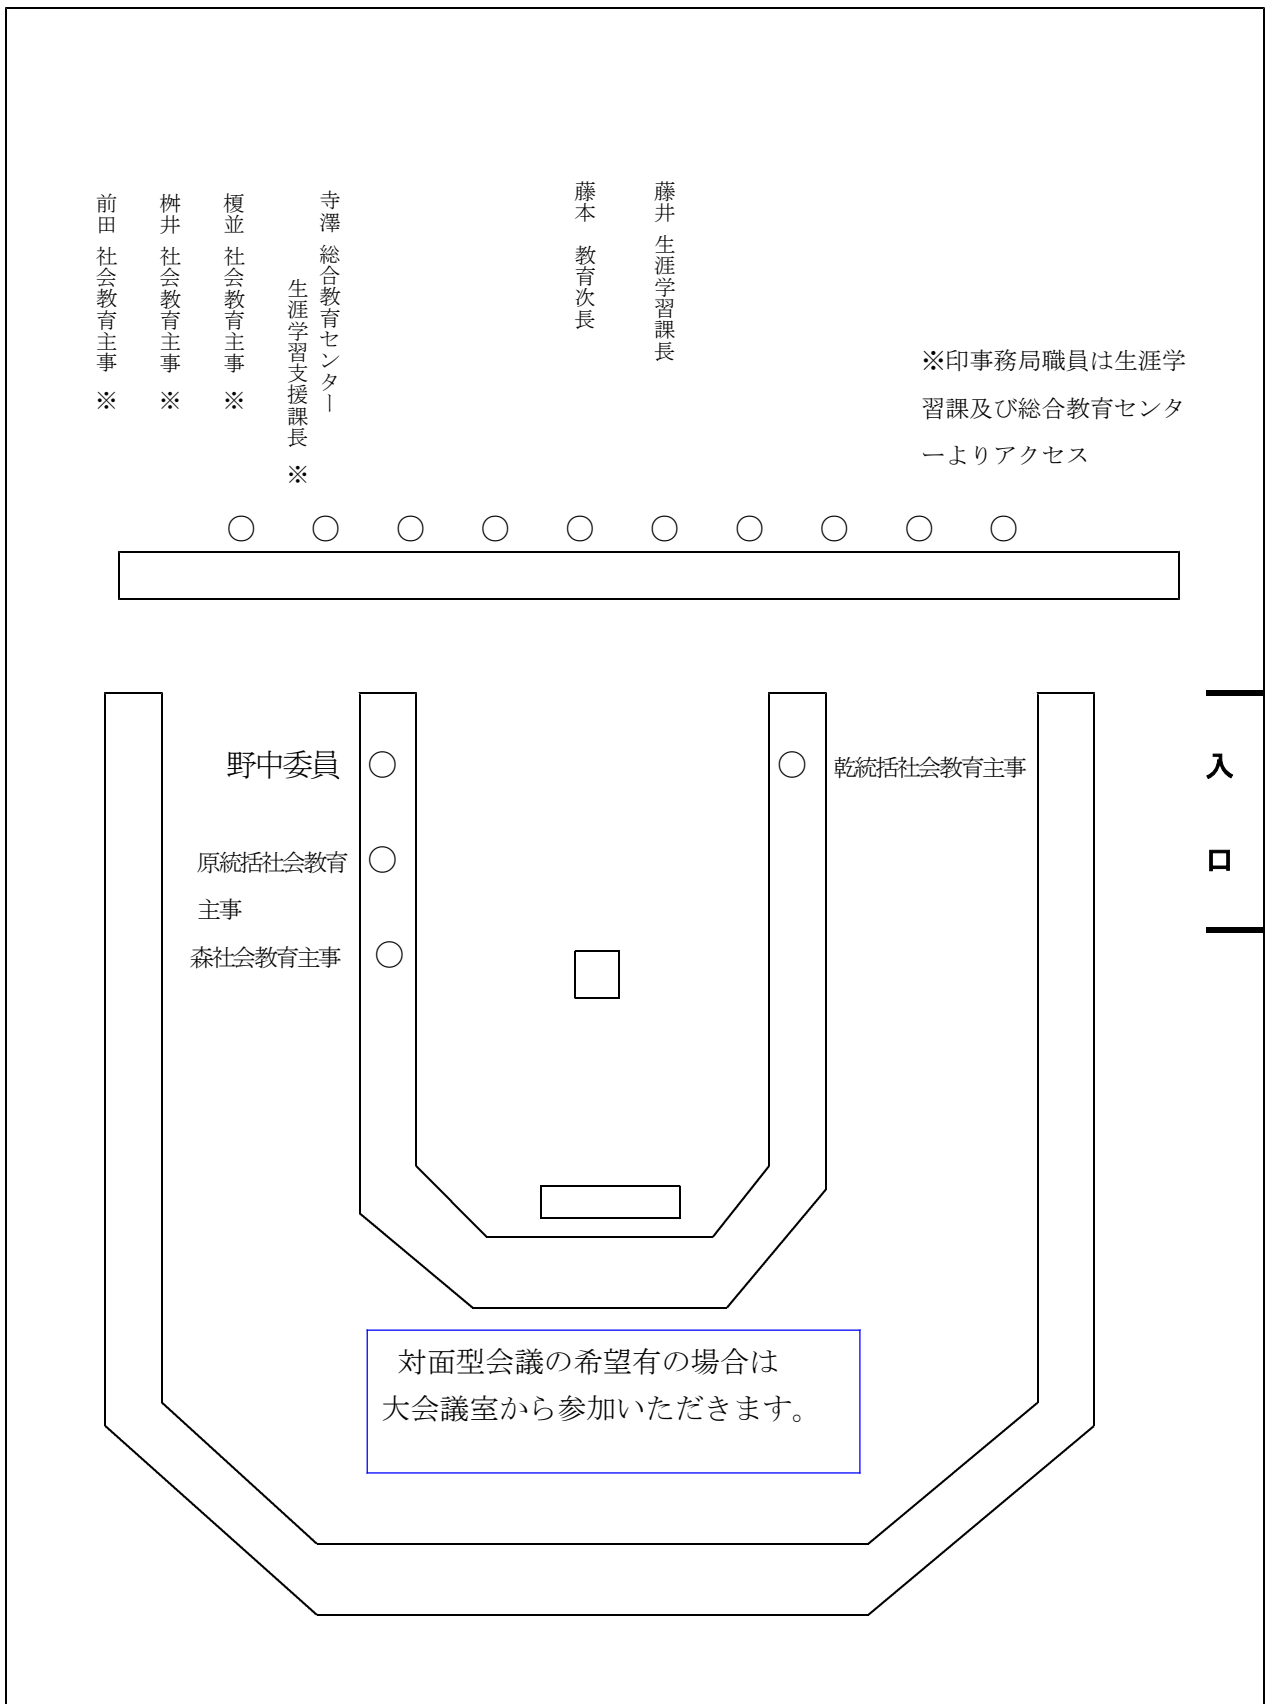 藤井 生涯学習課長
藤本 教育次長
寺澤 総合教育センター
生涯学習支援課長 ※
榎並 社会教育主事 ※
桝井 社会教育主事 ※
前田 社会教育主事 ※
※印事務局職員は生涯学
習課及び総合教育センタ
ーよりアクセス
○ ○ ○ ○ ○ ○ ○ ○ ○ ○
野中委員 ○
○ 乾統括社会教育主事
入
口
原統括社会教育 ○
主事
森社会教育主事 ○
対面型会議の希望有の場合は
大会議室から参加いただきます。